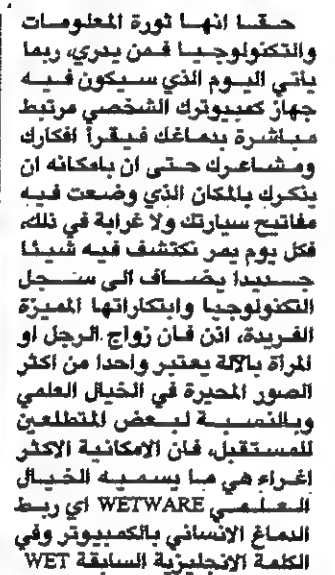 حقا انها ثورة المعلومات
والتكنولوجيا فمن يدري، ربما
ياتي اليوم الذي سيكون فيه
جهاز كمبيوترك الشخصي مرتبط
مباشرة بدماغك فيقرأ افكارك
ومشاعرك حتى ان بامكانه ان
يذكرك بالمكان الذي وضعت فيه
مفاتيح سيارتك ولا غرابة في ذلك،
فكل يوم يمر نكتشف فيه شيئا
جديدا يضاف الى سجل
التكنولوجيا وابتكاراتها المميزة
الفريدة، اذن فان زواج الرجل او
المرأة بالآلة يعتبر واحدا من اكثر
الصور المحيرة في الخيال العلمي
وبالنسبة لبعض المتطلعين
للمستقبل، فان الامكانية الاكثر
اغراء هي ما يسميه الخيال
العلمي WETWARE اي ربط
الدماغ الانساني بالكمبيوتر وفي
الكلمة الانجليزية السابقة WET